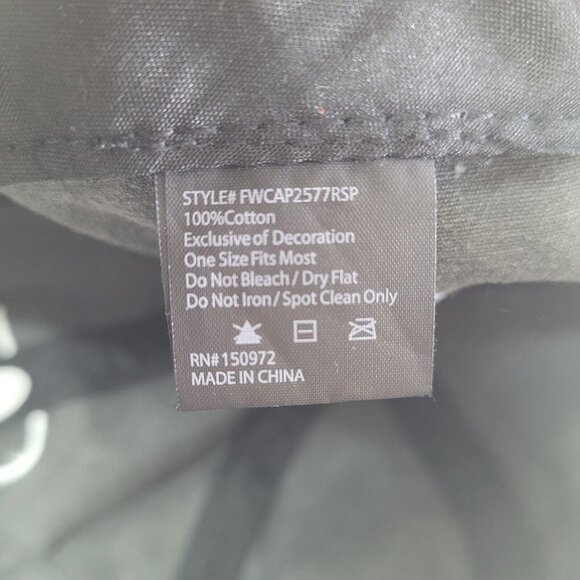 STYLE# FWCAP2577RSP
100%Cotton
Exclusive of Decoration
One Size Fits Most
Do Not Bleach / Dry Flat
Do Not Iron / Spot Clean Only
RN#150972
MADE IN CHINA